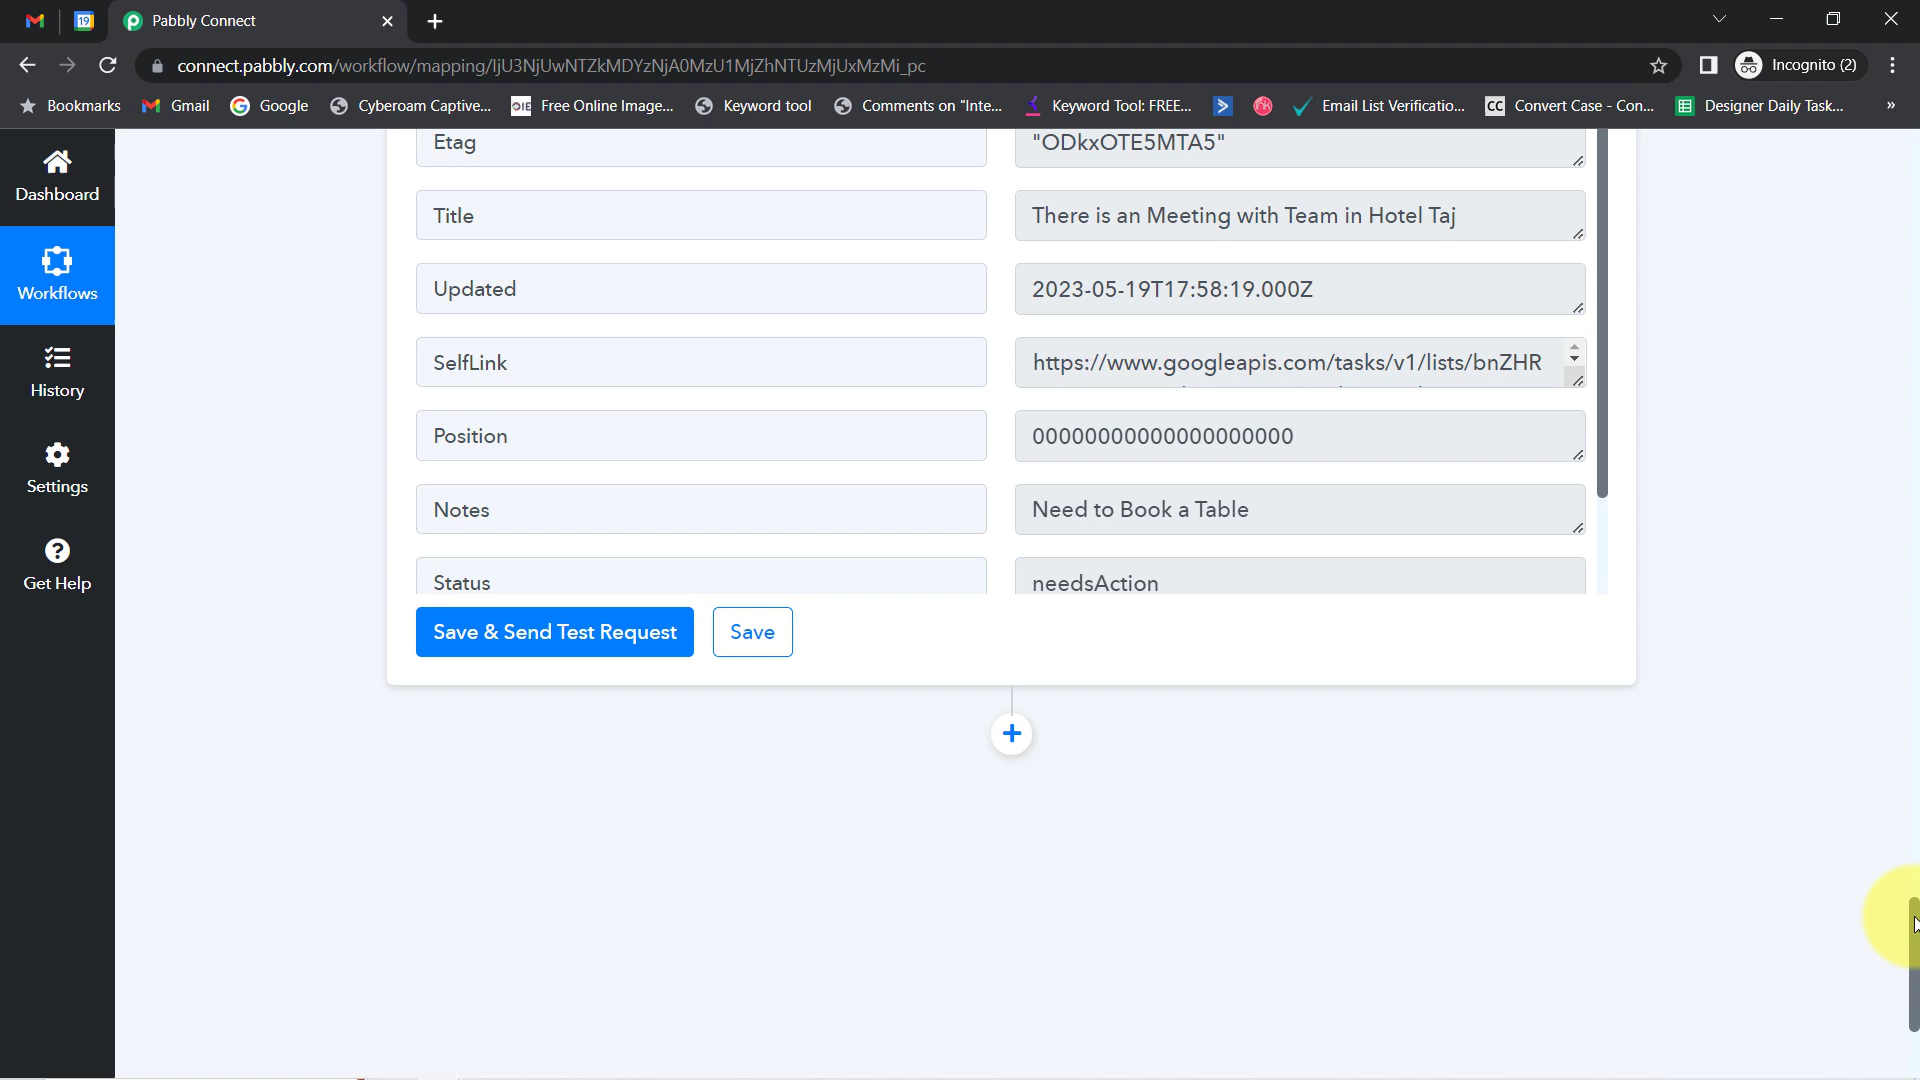 19
Pabbly Connect
connect.pabbly.com/workflow/mapping/IjU3NjUwNTZkMDYzNjA0MzU1MjZhNTUzMjUxMzMi_pc
Incognito (2)
Bookmarks
Gmail
Google
Cyberoam Captive...
OIE
Free Online Image...
Keyword tool
Comments on "Inte...
Keyword Tool: FREE...
Email List Verificatio...
CC
Convert Case - Con...
Designer Daily Task...
»
Dashboard
Workflows
History
Settings
Get Help
Etag
"ODkxOTE5MTA5"
Title
There is an Meeting with Team in Hotel Taj
Updated
2023-05-19T17:58:19.000Z
SelfLink
https://www.googleapis.com/tasks/v1/lists/bnZHR
Position
00000000000000000000
Notes
Need to Book a Table
Status
needsAction
Save & Send Test Request
Save